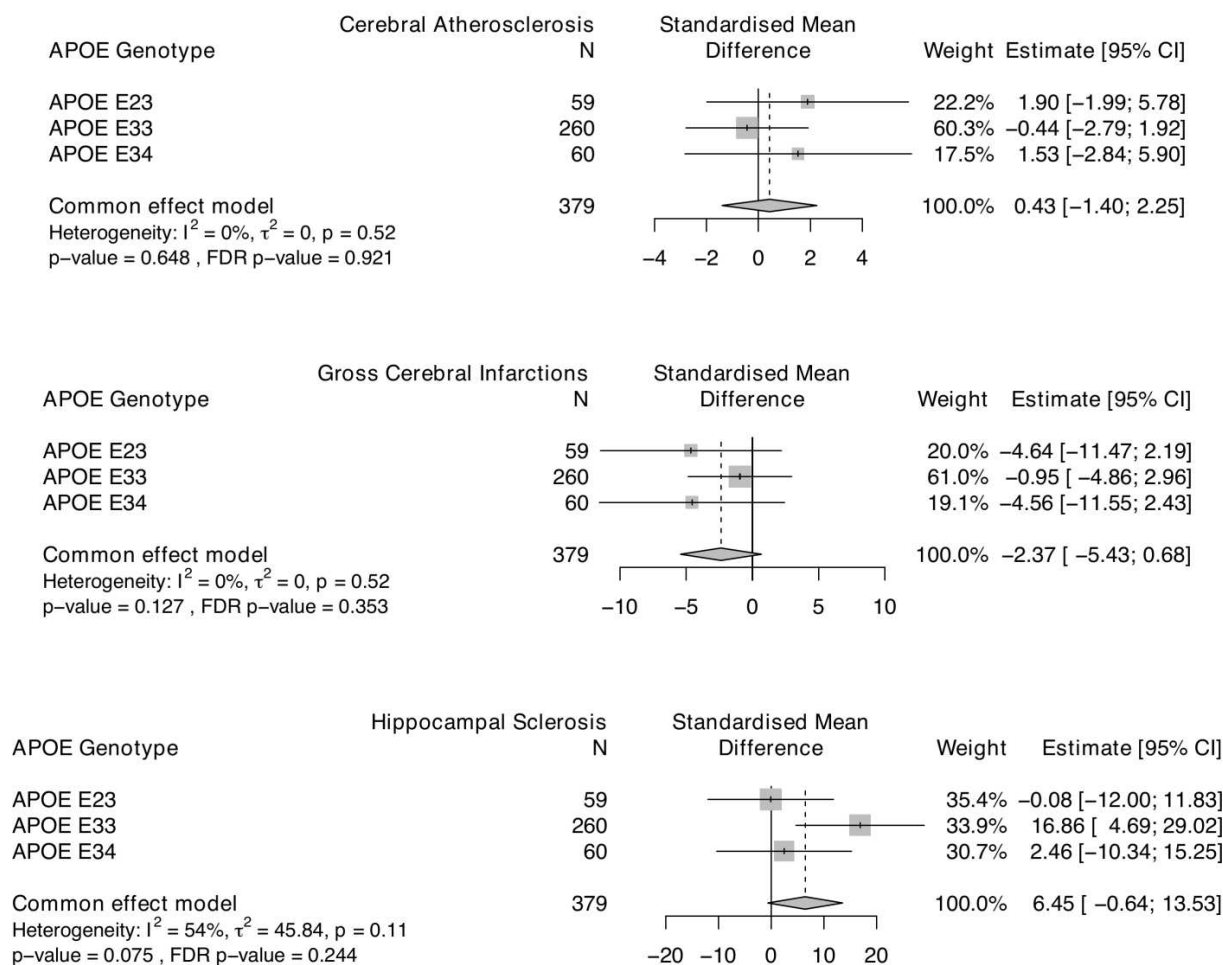 Cerebral Atherosclerosis Standardised Mean
APOE Genotype N Difference Weight Estimate [95% CI]
APOE E23 59 22.2% 1.90 [−1.99; 5.78]
APOE E33 260 60.3% −0.44 [−2.79; 1.92]
APOE E34 60 17.5% 1.53 [−2.84; 5.90]
Common effect model 379 100.0% 0.43 [−1.40; 2.25]
Heterogeneity: I² = 0%, τ² = 0, p = 0.52
p−value = 0.648 , FDR p−value = 0.921
−4 −2 0 2 4
Gross Cerebral Infarctions Standardised Mean
APOE Genotype N Difference Weight Estimate [95% CI]
APOE E23 59 20.0% −4.64 [−11.47; 2.19]
APOE E33 260 61.0% −0.95 [ −4.86; 2.96]
APOE E34 60 19.1% −4.56 [−11.55; 2.43]
Common effect model 379 100.0% −2.37 [ −5.43; 0.68]
Heterogeneity: I² = 0%, τ² = 0, p = 0.52
p−value = 0.127 , FDR p−value = 0.353
−10 −5 0 5 10
Hippocampal Sclerosis Standardised Mean
APOE Genotype N Difference Weight Estimate [95% CI]
APOE E23 59 35.4% −0.08 [−12.00; 11.83]
APOE E33 260 33.9% 16.86 [ 4.69; 29.02]
APOE E34 60 30.7% 2.46 [−10.34; 15.25]
Common effect model 379 100.0% 6.45 [ −0.64; 13.53]
Heterogeneity: I² = 54%, τ² = 45.84, p = 0.11
p−value = 0.075 , FDR p−value = 0.244
−20 −10 0 10 20